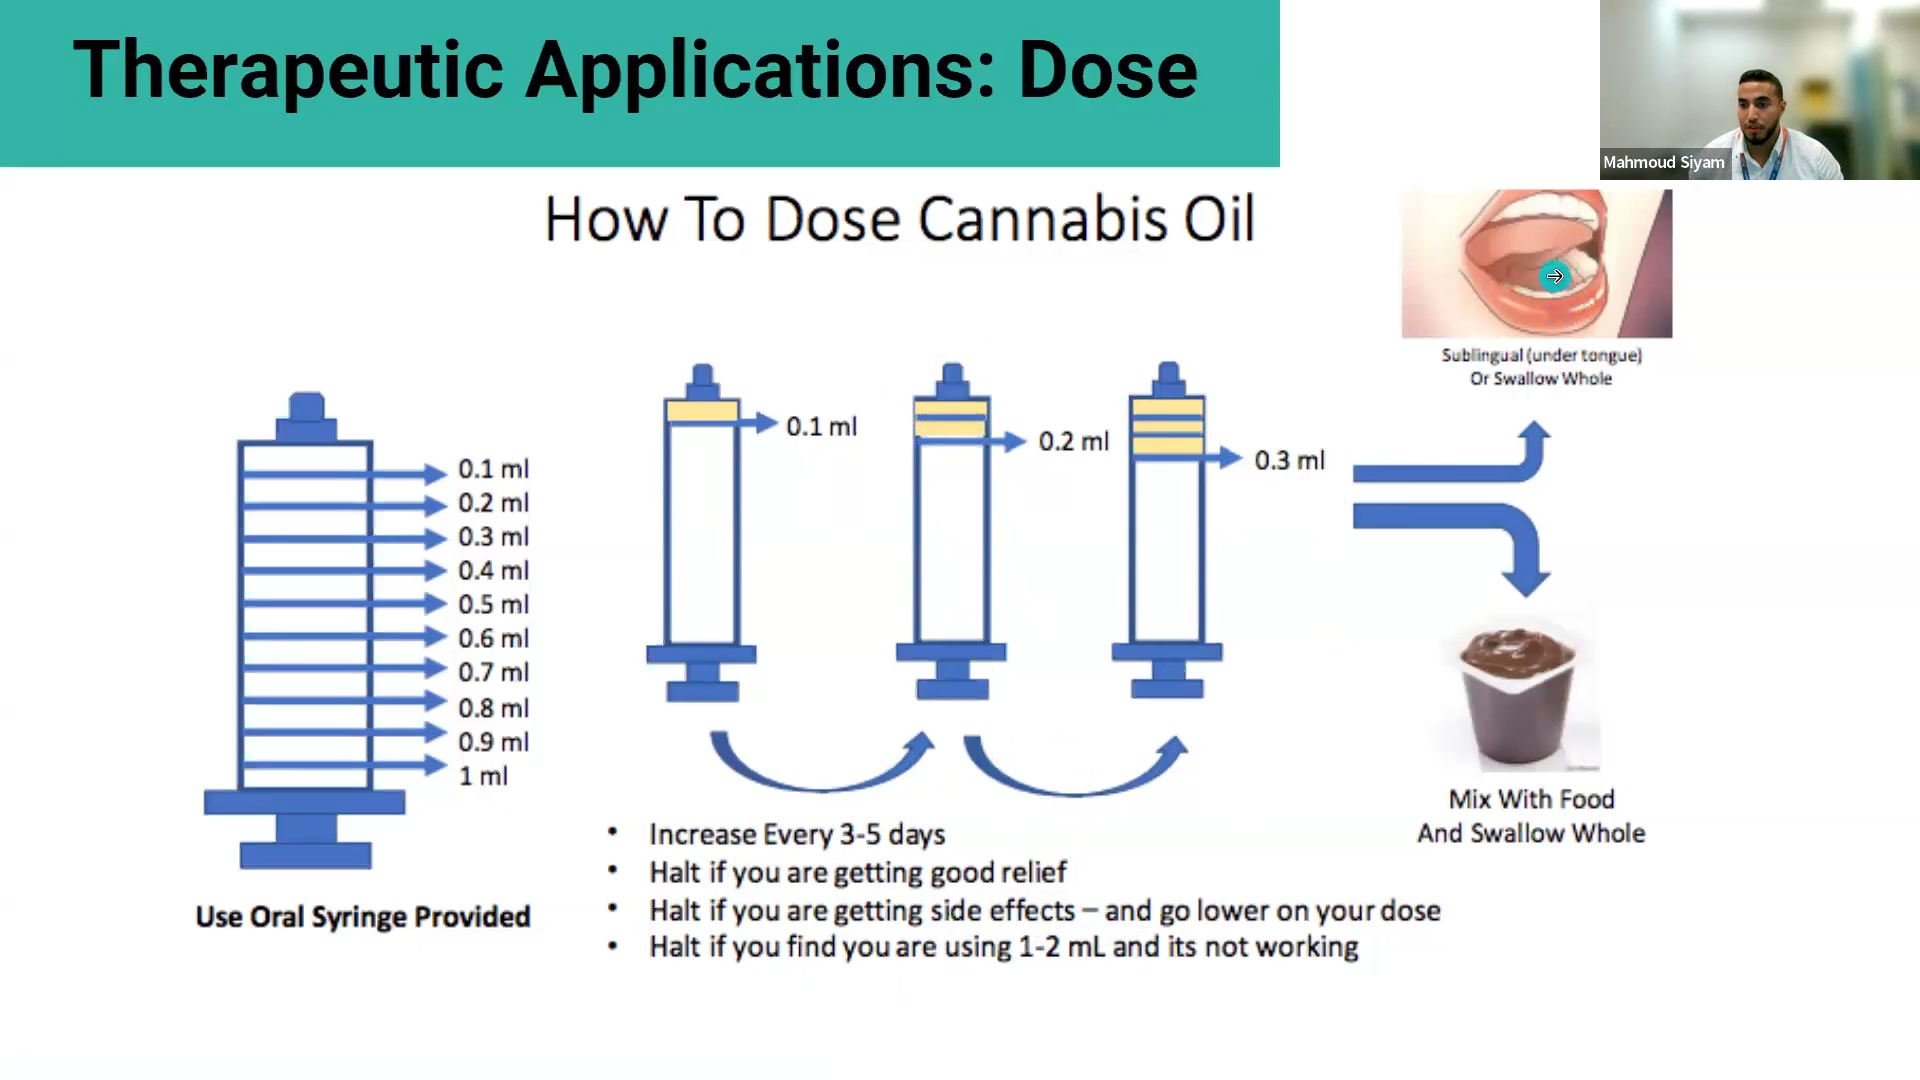 Therapeutic Applications: Dose
Mahmoud Siyam
How To Dose Cannabis Oil
Sublingual (under tongue)
Or Swallow Whole
0.1 ml
0.2 ml
0.3 ml
0.4 ml
0.5 ml
0.6 ml
0.7 ml
0.8 ml
0.9 ml
1 ml
Use Oral Syringe Provided
0.1 ml
0.2 ml
0.3 ml
• Increase Every 3-5 days
• Halt if you are getting good relief
• Halt if you are getting side effects – and go lower on your dose
• Halt if you find you are using 1-2 mL and its not working
Mix With Food
And Swallow Whole